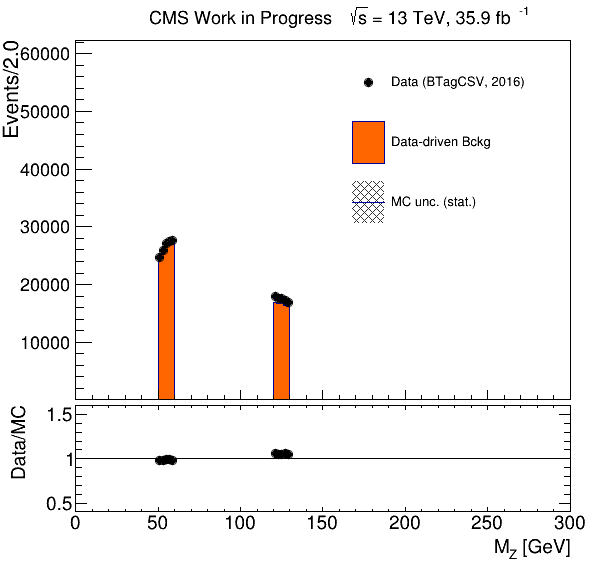 CMS Work in Progress √s = 13 TeV, 35.9 fb -1
Events/2.0
60000
50000
40000
30000
20000
10000
Data (BTagCSV, 2016)
Data-driven Bckg
MC unc. (stat.)
Data/MC
1.5
1
0.5
0 50 100 150 200 250 300
M_Z [GeV]